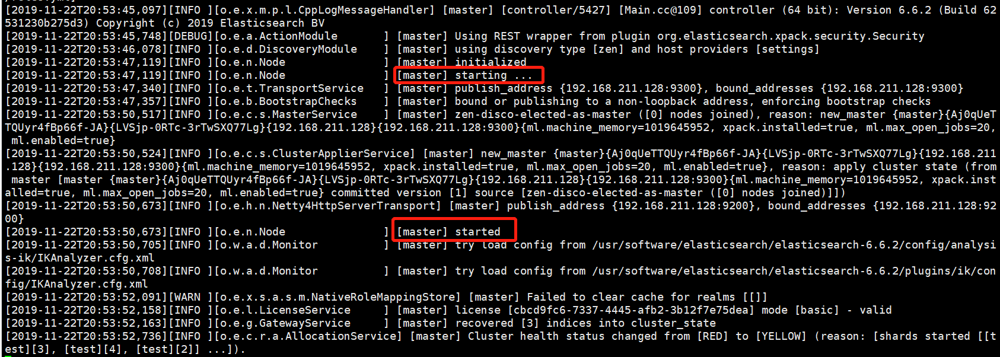 [2019-11-22T20:53:45,097][INFO ][o.e.x.m.p.l.CppLogMessageHandler] [master] [controller/5427] [Main.cc@109] controller (64 bit): Version 6.6.2 (Build 62
531230b275d3) Copyright (c) 2019 Elasticsearch BV
[2019-11-22T20:53:45,748][DEBUG][o.e.a.ActionModule       ] [master] Using REST wrapper from plugin org.elasticsearch.xpack.security.Security
[2019-11-22T20:53:46,078][INFO ][o.e.d.DiscoveryModule    ] [master] using discovery type [zen] and host providers [settings]
[2019-11-22T20:53:47,119][INFO ][o.e.n.Node               ] [master] initialized
[2019-11-22T20:53:47,119][INFO ][o.e.n.Node               ] [master] starting ...
[2019-11-22T20:53:47,340][INFO ][o.e.t.TransportService   ] [master] publish_address {192.168.211.128:9300}, bound_addresses {192.168.211.128:9300}
[2019-11-22T20:53:47,357][INFO ][o.e.b.BootstrapChecks    ] [master] bound or publishing to a non-loopback address, enforcing bootstrap checks
[2019-11-22T20:53:50,517][INFO ][o.e.c.s.MasterService    ] [master] zen-disco-elected-as-master ([0] nodes joined), reason: new_master {master}{Aj0qUeT
TQUyr4fBp66f-JA}{LVSjp-0RTc-3rTwSXQ77Lg}{192.168.211.128}{192.168.211.128:9300}{ml.machine_memory=1019645952, xpack.installed=true, ml.max_open_jobs=20,
 ml.enabled=true}
[2019-11-22T20:53:50,524][INFO ][o.e.c.s.ClusterApplierService] [master] new_master {master}{Aj0qUeTTQUyr4fBp66f-JA}{LVSjp-0RTc-3rTwSXQ77Lg}{192.168.211
.128}{192.168.211.128:9300}{ml.machine_memory=1019645952, xpack.installed=true, ml.max_open_jobs=20, ml.enabled=true}, reason: apply cluster state (from
 master [master {master}{Aj0qUeTTQUyr4fBp66f-JA}{LVSjp-0RTc-3rTwSXQ77Lg}{192.168.211.128}{192.168.211.128:9300}{ml.machine_memory=1019645952, xpack.inst
alled=true, ml.max_open_jobs=20, ml.enabled=true} committed version [1] source [zen-disco-elected-as-master ([0] nodes joined)]])
[2019-11-22T20:53:50,673][INFO ][o.e.h.n.Netty4HttpServerTransport] [master] publish_address {192.168.211.128:9200}, bound_addresses {192.168.211.128:92
00}
[2019-11-22T20:53:50,673][INFO ][o.e.n.Node               ] [master] started
[2019-11-22T20:53:50,705][INFO ][o.w.a.d.Monitor          ] [master] try load config from /usr/software/elasticsearch/elasticsearch-6.6.2/config/analysi
s-ik/IKAnalyzer.cfg.xml
[2019-11-22T20:53:50,708][INFO ][o.w.a.d.Monitor          ] [master] try load config from /usr/software/elasticsearch/elasticsearch-6.6.2/plugins/ik/con
fig/IKAnalyzer.cfg.xml
[2019-11-22T20:53:52,091][WARN ][o.e.x.s.a.s.m.NativeRoleMappingStore] [master] Failed to clear cache for realms [[]]
[2019-11-22T20:53:52,158][INFO ][o.e.l.LicenseService     ] [master] license [cbcd9fc6-7337-4445-afb2-3b12f7e75dea] mode [basic] - valid
[2019-11-22T20:53:52,163][INFO ][o.e.g.GatewayService     ] [master] recovered [3] indices into cluster_state
[2019-11-22T20:53:52,736][INFO ][o.e.c.r.a.AllocationService] [master] Cluster health status changed from [RED] to [YELLOW] (reason: [shards started [[t
est][3], [test][4], [test][2]] ...]).